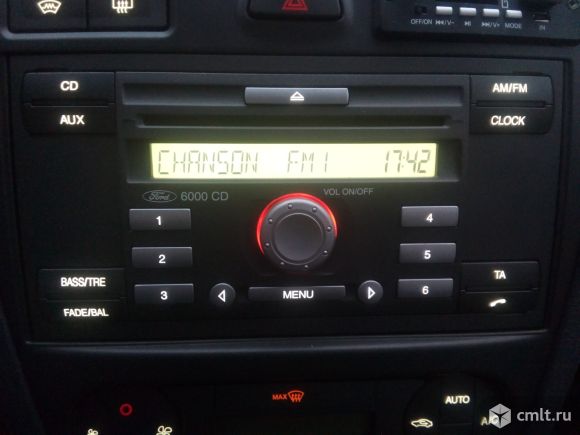 OFF/ON |◀◀/V− ▶|| ▶▶|/V+ MODE IN
CD
AUX
AM/FM
CLOCK
CHANSON FM1 17:42
Ford 6000 CD
VOL ON/OFF
1
2
3
4
5
6
BASS/TRE
FADE/BAL
MENU
TA
MAX
AUTO
A/C
cmlt.ru